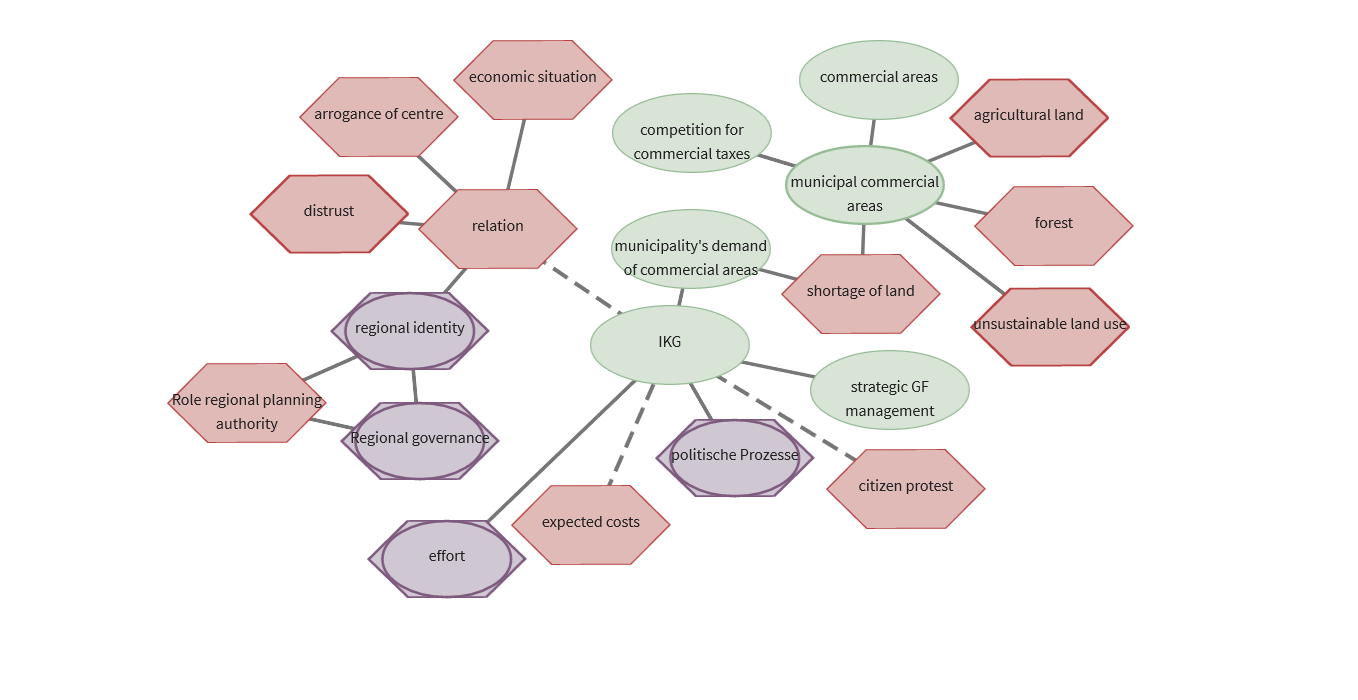 economic situation
commercial areas
arrogance of centre
agricultural land
competition for
commercial taxes
municipal commercial
areas
distrust
relation
forest
municipality's demand
of commercial areas
shortage of land
regional identity
IKG
unsustainable land use
strategic GF
management
Role regional planning
authority
Regional governance
politische Prozesse
citizen protest
expected costs
effort